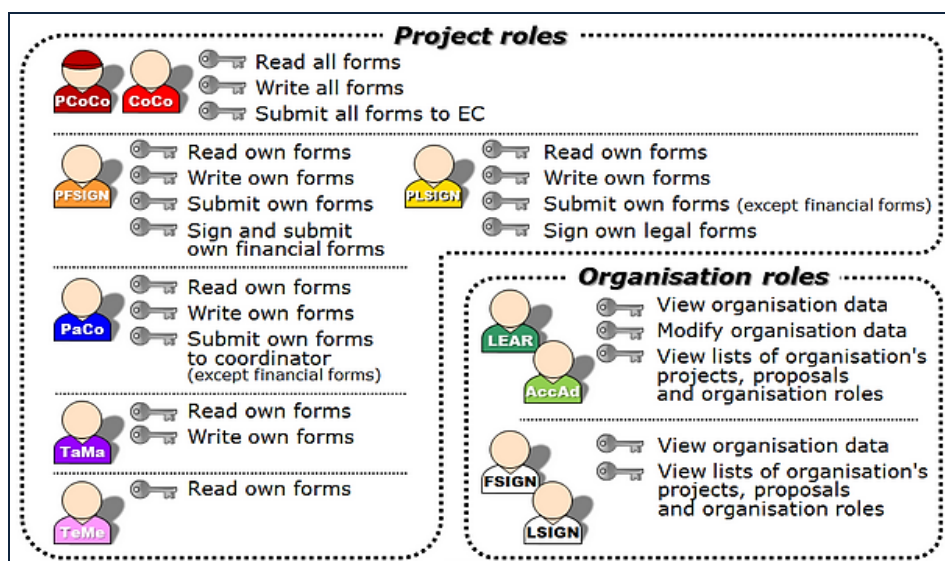 Project roles
PCoCo
CoCo
Read all forms
Write all forms
Submit all forms to EC
PFSIGN
Read own forms
Write own forms
Submit own forms
Sign and submit
own financial forms
PLSIGN
Read own forms
Write own forms
Submit own forms (except financial forms)
Sign own legal forms
PaCo
Read own forms
Write own forms
Submit own forms
to coordinator
(except financial forms)
TaMa
Read own forms
Write own forms
TeMe
Read own forms
Organisation roles
LEAR
AccAd
View organisation data
Modify organisation data
View lists of organisation's
projects, proposals
and organisation roles
FSIGN
LSIGN
View organisation data
View lists of organisation's
projects, proposals
and organisation roles